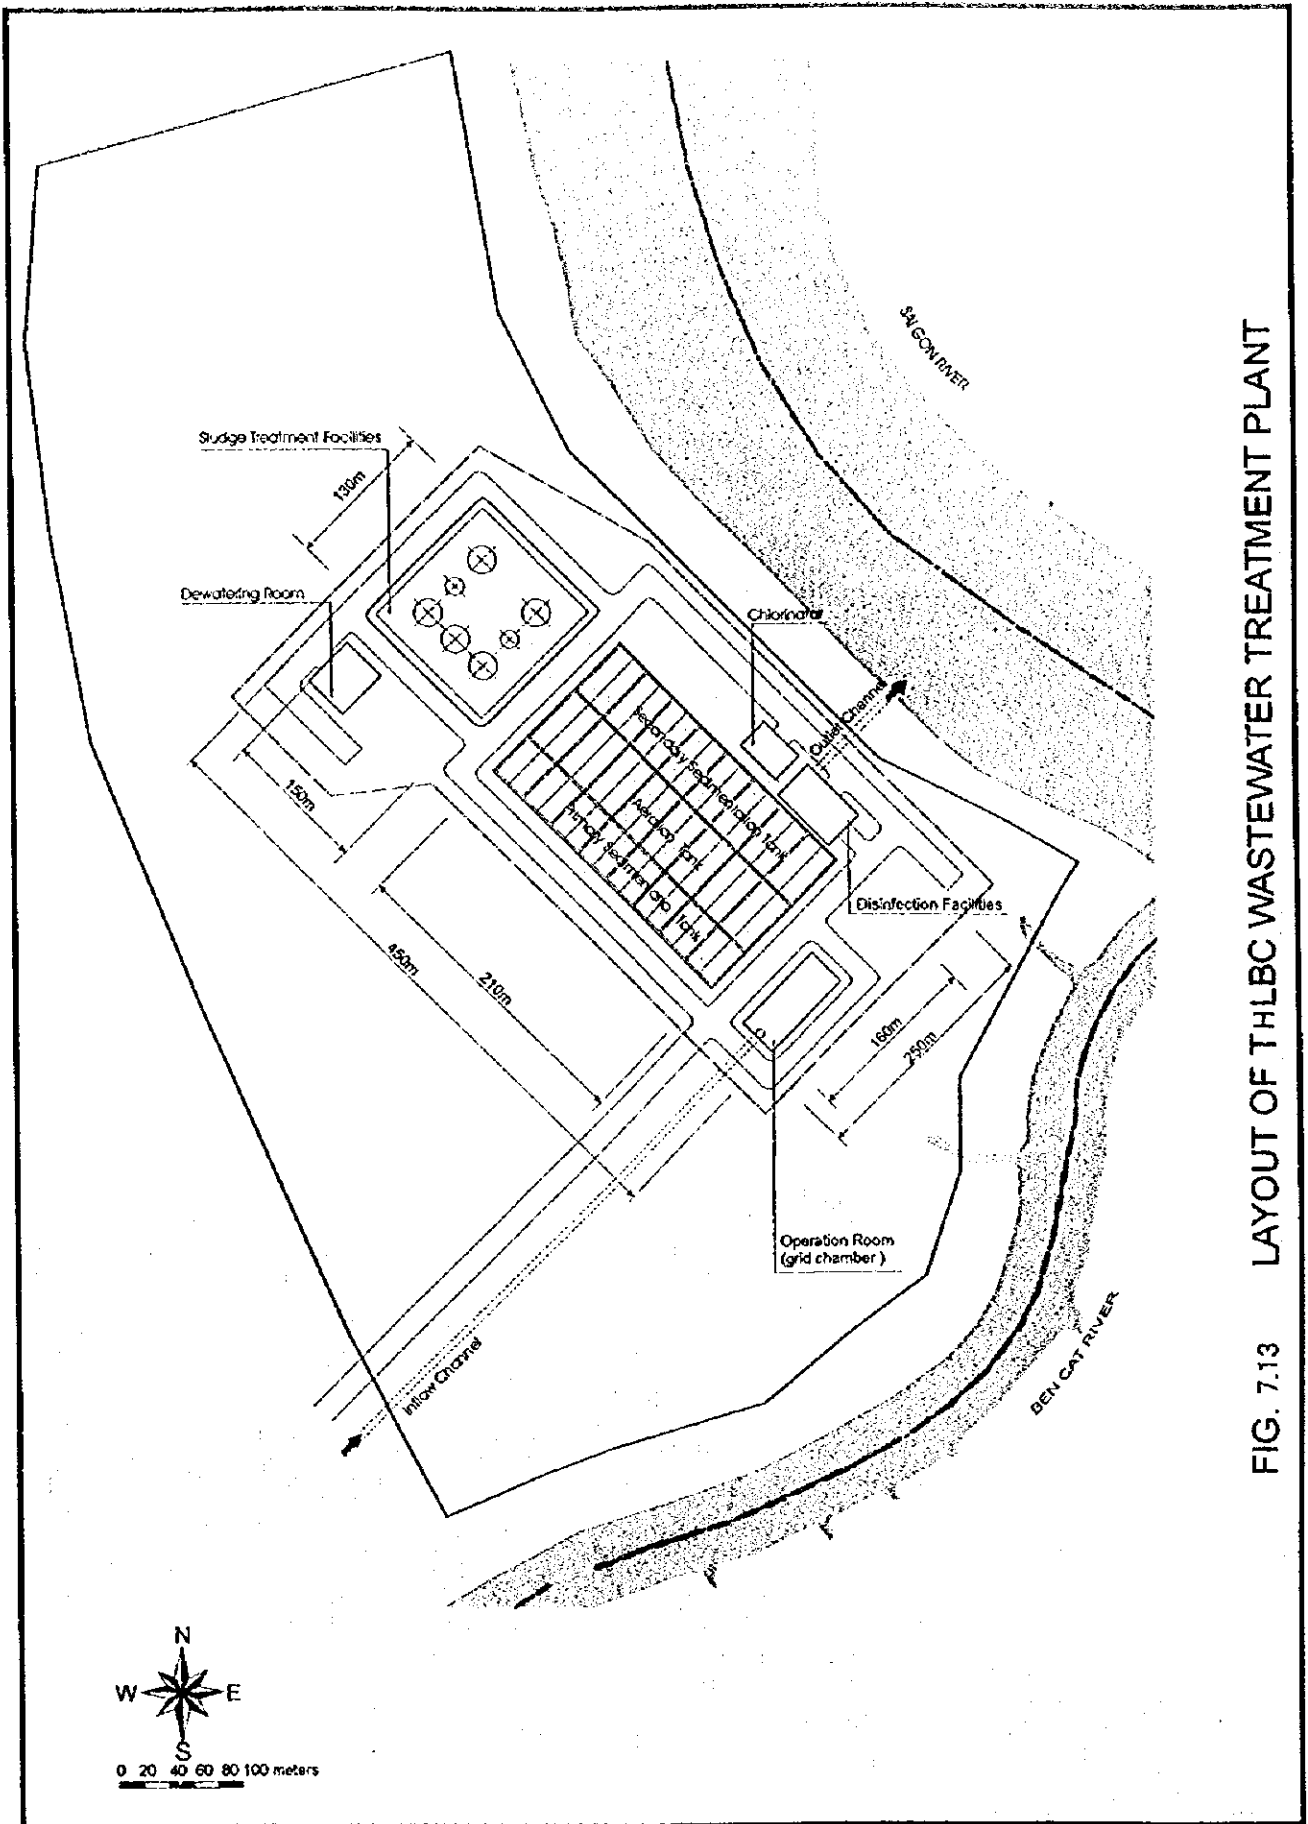 SAI GON RIVER
Sludge Treatment Facilities
130m
Dewatering Room
Chlorinator
Outlet Channel
Secondary Sedimentation Tank
Aeration Tank
Primary Sedimentation Tank
150m
450m
210m
Disinfection Facilities
160m
250m
Operation Room
(grid chamber )
Inflow Channel
BEN CAT RIVER
N
W
E
S
0 20 40 60 80 100 meters
FIG. 7.13 LAYOUT OF THLBC WASTEWATER TREATMENT PLANT